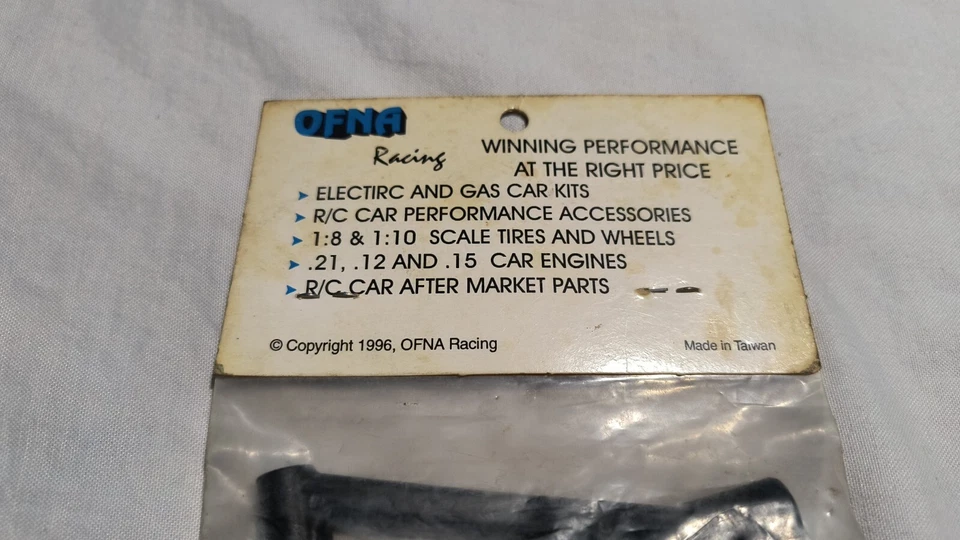 OFNA
Racing
WINNING PERFORMANCE
AT THE RIGHT PRICE
➤ ELECTIRC AND GAS CAR KITS
➤ R/C CAR PERFORMANCE ACCESSORIES
➤ 1:8 & 1:10 SCALE TIRES AND WHEELS
➤ .21, .12 AND .15 CAR ENGINES
➤ R/C CAR AFTER MARKET PARTS
© Copyright 1996, OFNA Racing
Made in Taiwan